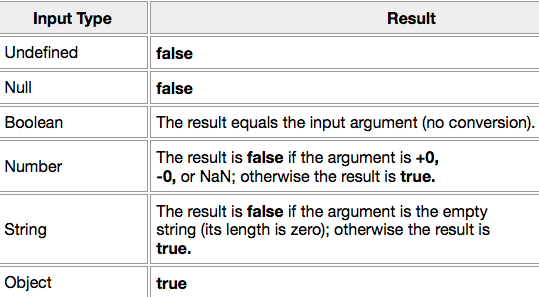 Input Type Result
Undefined false
Null false
Boolean The result equals the input argument (no conversion).
Number The result is false if the argument is +0,
-0, or NaN; otherwise the result is true.
String The result is false if the argument is the empty
string (its length is zero); otherwise the result is
true.
Object true